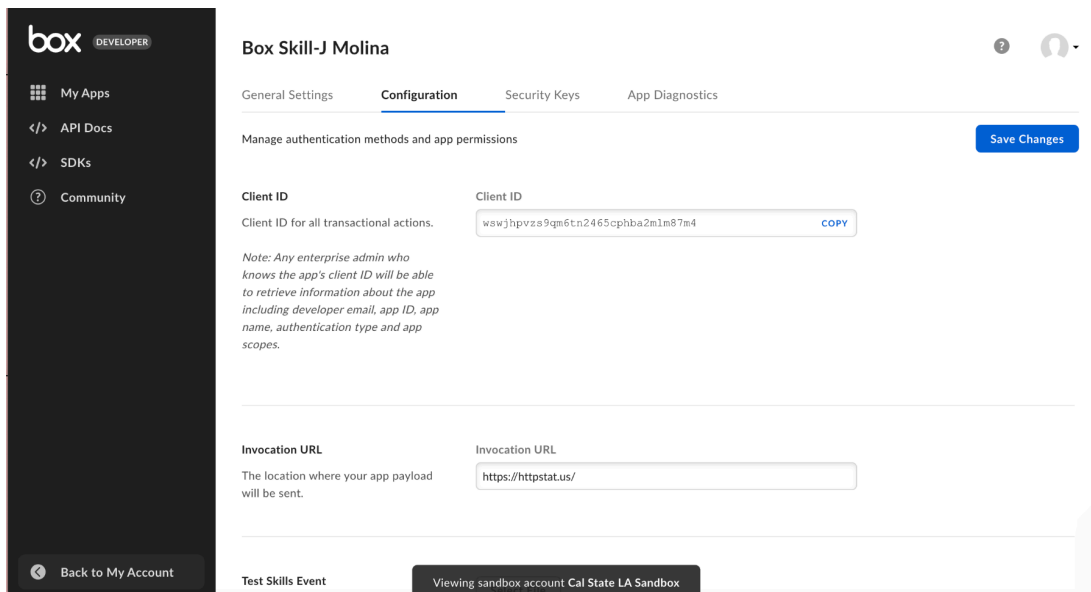 box DEVELOPER
My Apps
</> API Docs
</> SDKs
Community
Back to My Account
Box Skill-J Molina
General Settings Configuration Security Keys App Diagnostics
Manage authentication methods and app permissions
Save Changes
Client ID
Client ID for all transactional actions.
Note: Any enterprise admin who
knows the app's client ID will be able
to retrieve information about the app
including developer email, app ID, app
name, authentication type and app
scopes.
Client ID
wswjhpvzs9qm6tn2465cphba2mlm87m4 COPY
Invocation URL
The location where your app payload
will be sent.
Invocation URL
https://httpstat.us/
Test Skills Event
Viewing sandbox account Cal State LA Sandbox